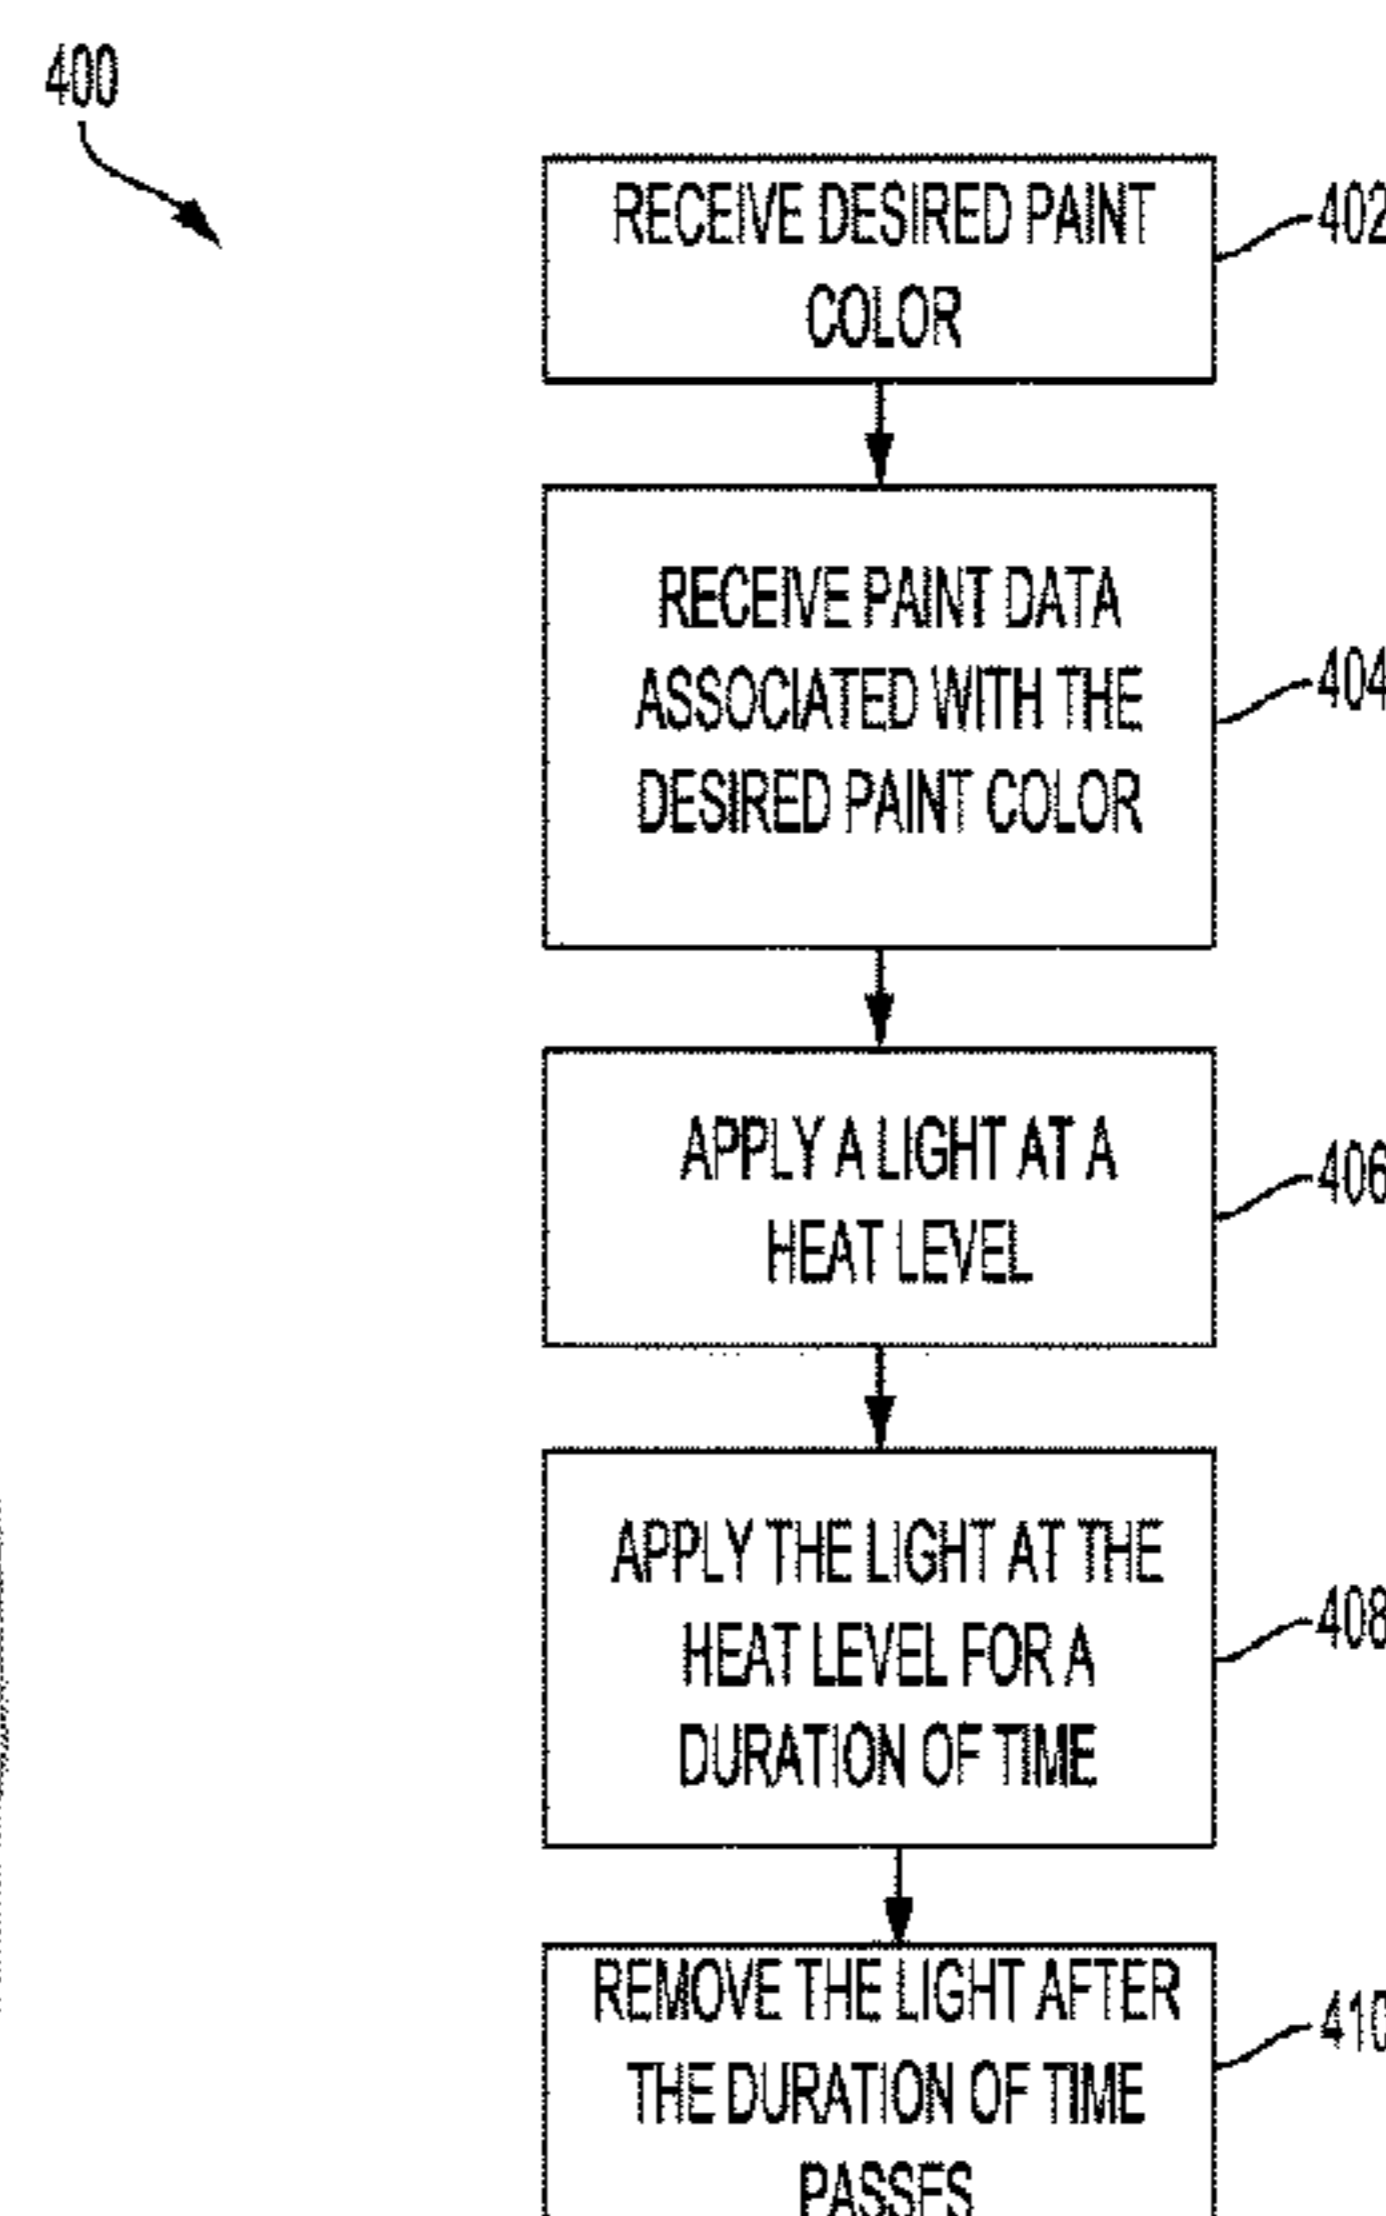 400
RECEIVE DESIRED PAINT
COLOR
402
RECEIVE PAINT DATA
ASSOCIATED WITH THE
DESIRED PAINT COLOR
404
APPLY A LIGHT AT A
HEAT LEVEL
406
APPLY THE LIGHT AT THE
HEAT LEVEL FOR A
DURATION OF TIME
408
REMOVE THE LIGHT AFTER
THE DURATION OF TIME
PASSES
410